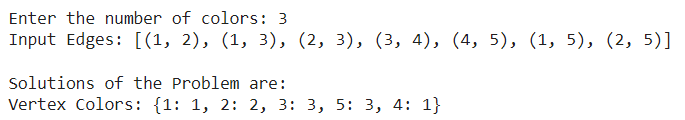 Enter the number of colors: 3
Input Edges: [(1, 2), (1, 3), (2, 3), (3, 4), (4, 5), (1, 5), (2, 5)]
Solutions of the Problem are:
Vertex Colors: {1: 1, 2: 2, 3: 3, 5: 3, 4: 1}